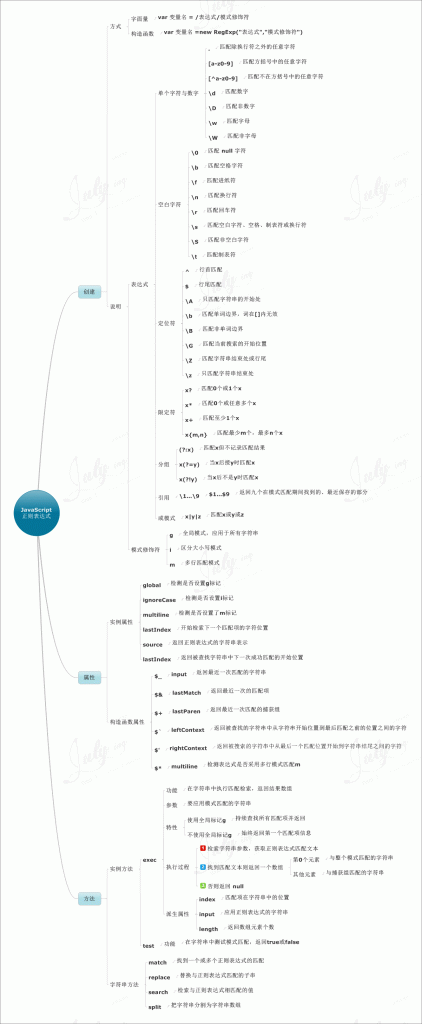 JavaScript
正则表达式
创建
方式
字面量
var 变量名 = /表达式/模式修饰符
构造函数
var 变量名 =new RegExp("表达式","模式修饰符")
说明
表达式
单个字符与数字
.
匹配除换行符之外的任意字符
[a-z0-9]
匹配方括号中的任意字符
[^a-z0-9]
匹配不在方括号中的任意字符
\d
匹配数字
\D
匹配非数字
\w
匹配字母
\W
匹配非字母
空白字符
\0
匹配 null 字符
\b
匹配空格字符
\f
匹配进纸符
\n
匹配换行符
\r
匹配回车符
\s
匹配空白字符、空格、制表符或换行符
\S
匹配非空白字符
\t
匹配制表符
定位符
^
行首匹配
$
行尾匹配
\A
只匹配字符串的开始处
\b
匹配单词边界，词在[]内无效
\B
匹配非单词边界
\G
匹配当前搜索的开始位置
\Z
匹配字符串结束处或行尾
\z
只匹配字符串结束处
限定符
x?
匹配0个或1个x
x*
匹配0个或任意多个x
x+
匹配至少1个x
x{m,n}
匹配最少m个、最多n个x
分组
(?:x)
匹配x但不记录匹配结果
x(?=y)
当x后接y时匹配x
x(?!y)
当x后不是y时匹配x
引用
\1...\9
$1...$9
返回九个在模式匹配期间找到的、最近保存的部分
或模式
x|y|z
匹配x或y或z
模式修饰符
g
全局模式，应用于所有字符串
i
区分大小写模式
m
多行匹配模式
属性
实例属性
global
检测是否设置g标记
ignoreCase
检测是否设置i标记
multiline
检测是否设置了m标记
lastIndex
开始检索下一个匹配项的字符位置
source
返回正则表达式的字符串表示
lastIndex
返回被查找字符串中下一次成功匹配的开始位置
构造函数属性
$_
input
返回最近一次匹配的字符串
$&
lastMatch
返回最近一次的匹配项
$+
lastParen
返回最近一次匹配的捕获组
$`
leftContext
返回被查找的字符串中从字符串开始位置到最后匹配之前的位置之间的字符
$'
rightContext
返回被搜索的字符串中从最后一个匹配位置开始到字符串结尾之间的字符
$*
multiline
检测表达式是否采用多行模式匹配m
方法
实例方法
exec
功能
在字符串中执行匹配检索，返回结果数组
参数
要应用模式匹配的字符串
特性
使用全局标记g
持续查找所有匹配项并返回
不使用全局标记g
始终返回第一个匹配项信息
执行过程
1 检索字符串参数，获取正则表达式匹配文本
2 找到匹配文本则返回一个数组
第0个元素
与整个模式匹配的字符串
其他元素
与捕获组匹配的字符串
3 否则返回 null
派生属性
index
匹配项在字符串中的位置
input
应用正则表达式的字符串
length
返回数组元素个数
test
功能
在字符串中测试模式匹配，返回true或false
字符串方法
match
找到一个或多个正则表达式的匹配
replace
替换与正则表达式匹配的子串
search
检索与正则表达式相匹配的值
split
把字符串分割为字符串数组